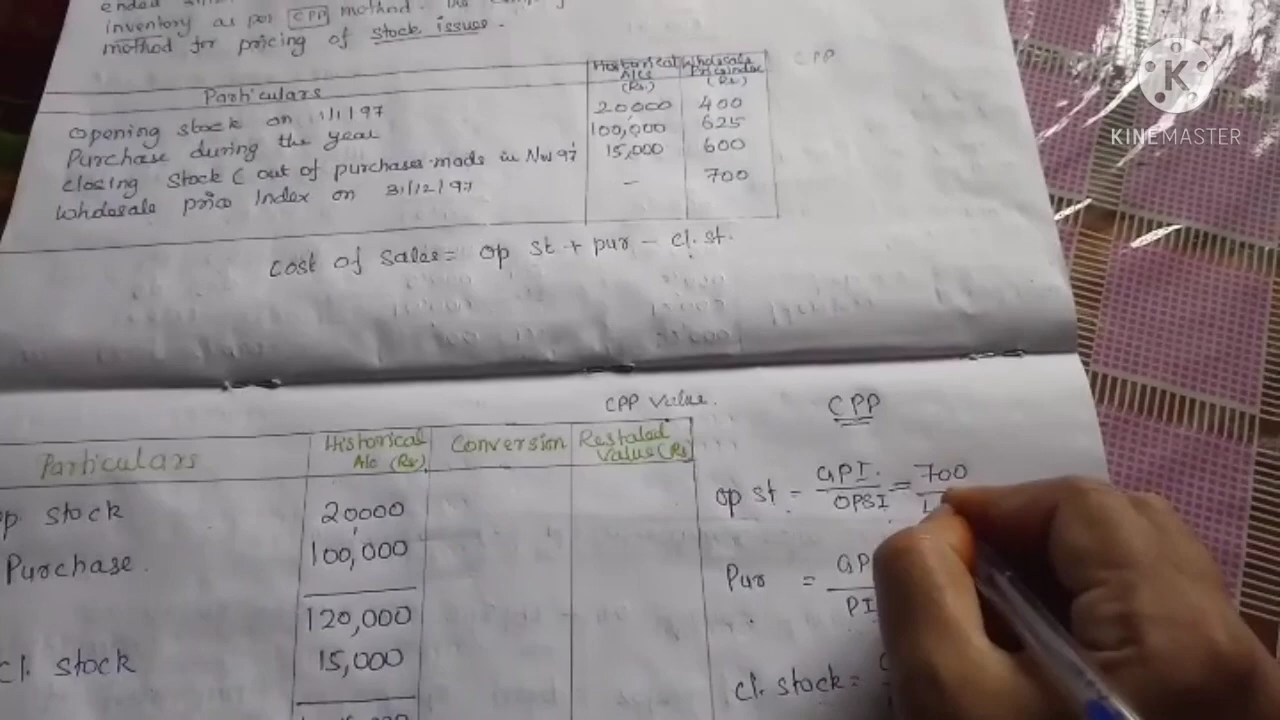 ended
inventory as per CPP method. The company
method for pricing of stock issues.
Particulars Historical A/c (Rs.) Wholesale Price index (Rs.) CPP
Opening stock on 1/1/97 20000 400
Purchase during the year 100,000 625
closing stock (out of purchases made in Nov 97 15,000 600
Wholesale price Index on 31/12/97 — 700
Cost of Sales = op st + pur - cl. st.
CPP Value. CPP
Particulars Historical A/c (Rs) Conversion Restated Value (Rs)
op. stock 20000
Purchase. 100,000
120,000
cl. stock 15,000
op st = CPI. / OPSI = 700
Pur = / PI
cl. stock =
KINEMASTER